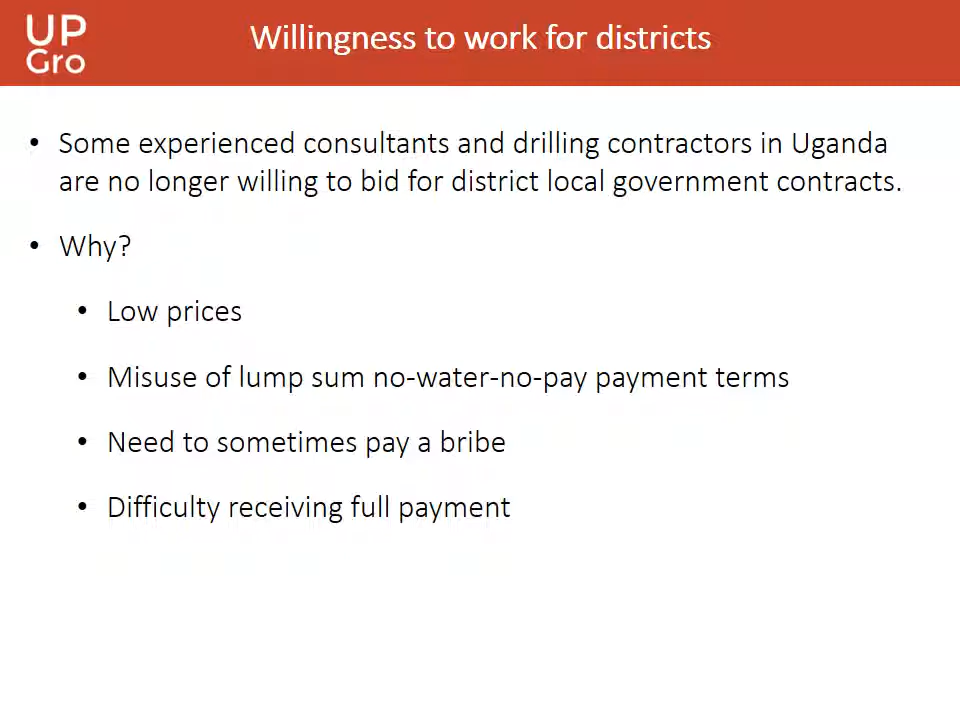 UP
Gro
Willingness to work for districts
• Some experienced consultants and drilling contractors in Uganda
are no longer willing to bid for district local government contracts.
• Why?
• Low prices
• Misuse of lump sum no-water-no-pay payment terms
• Need to sometimes pay a bribe
• Difficulty receiving full payment